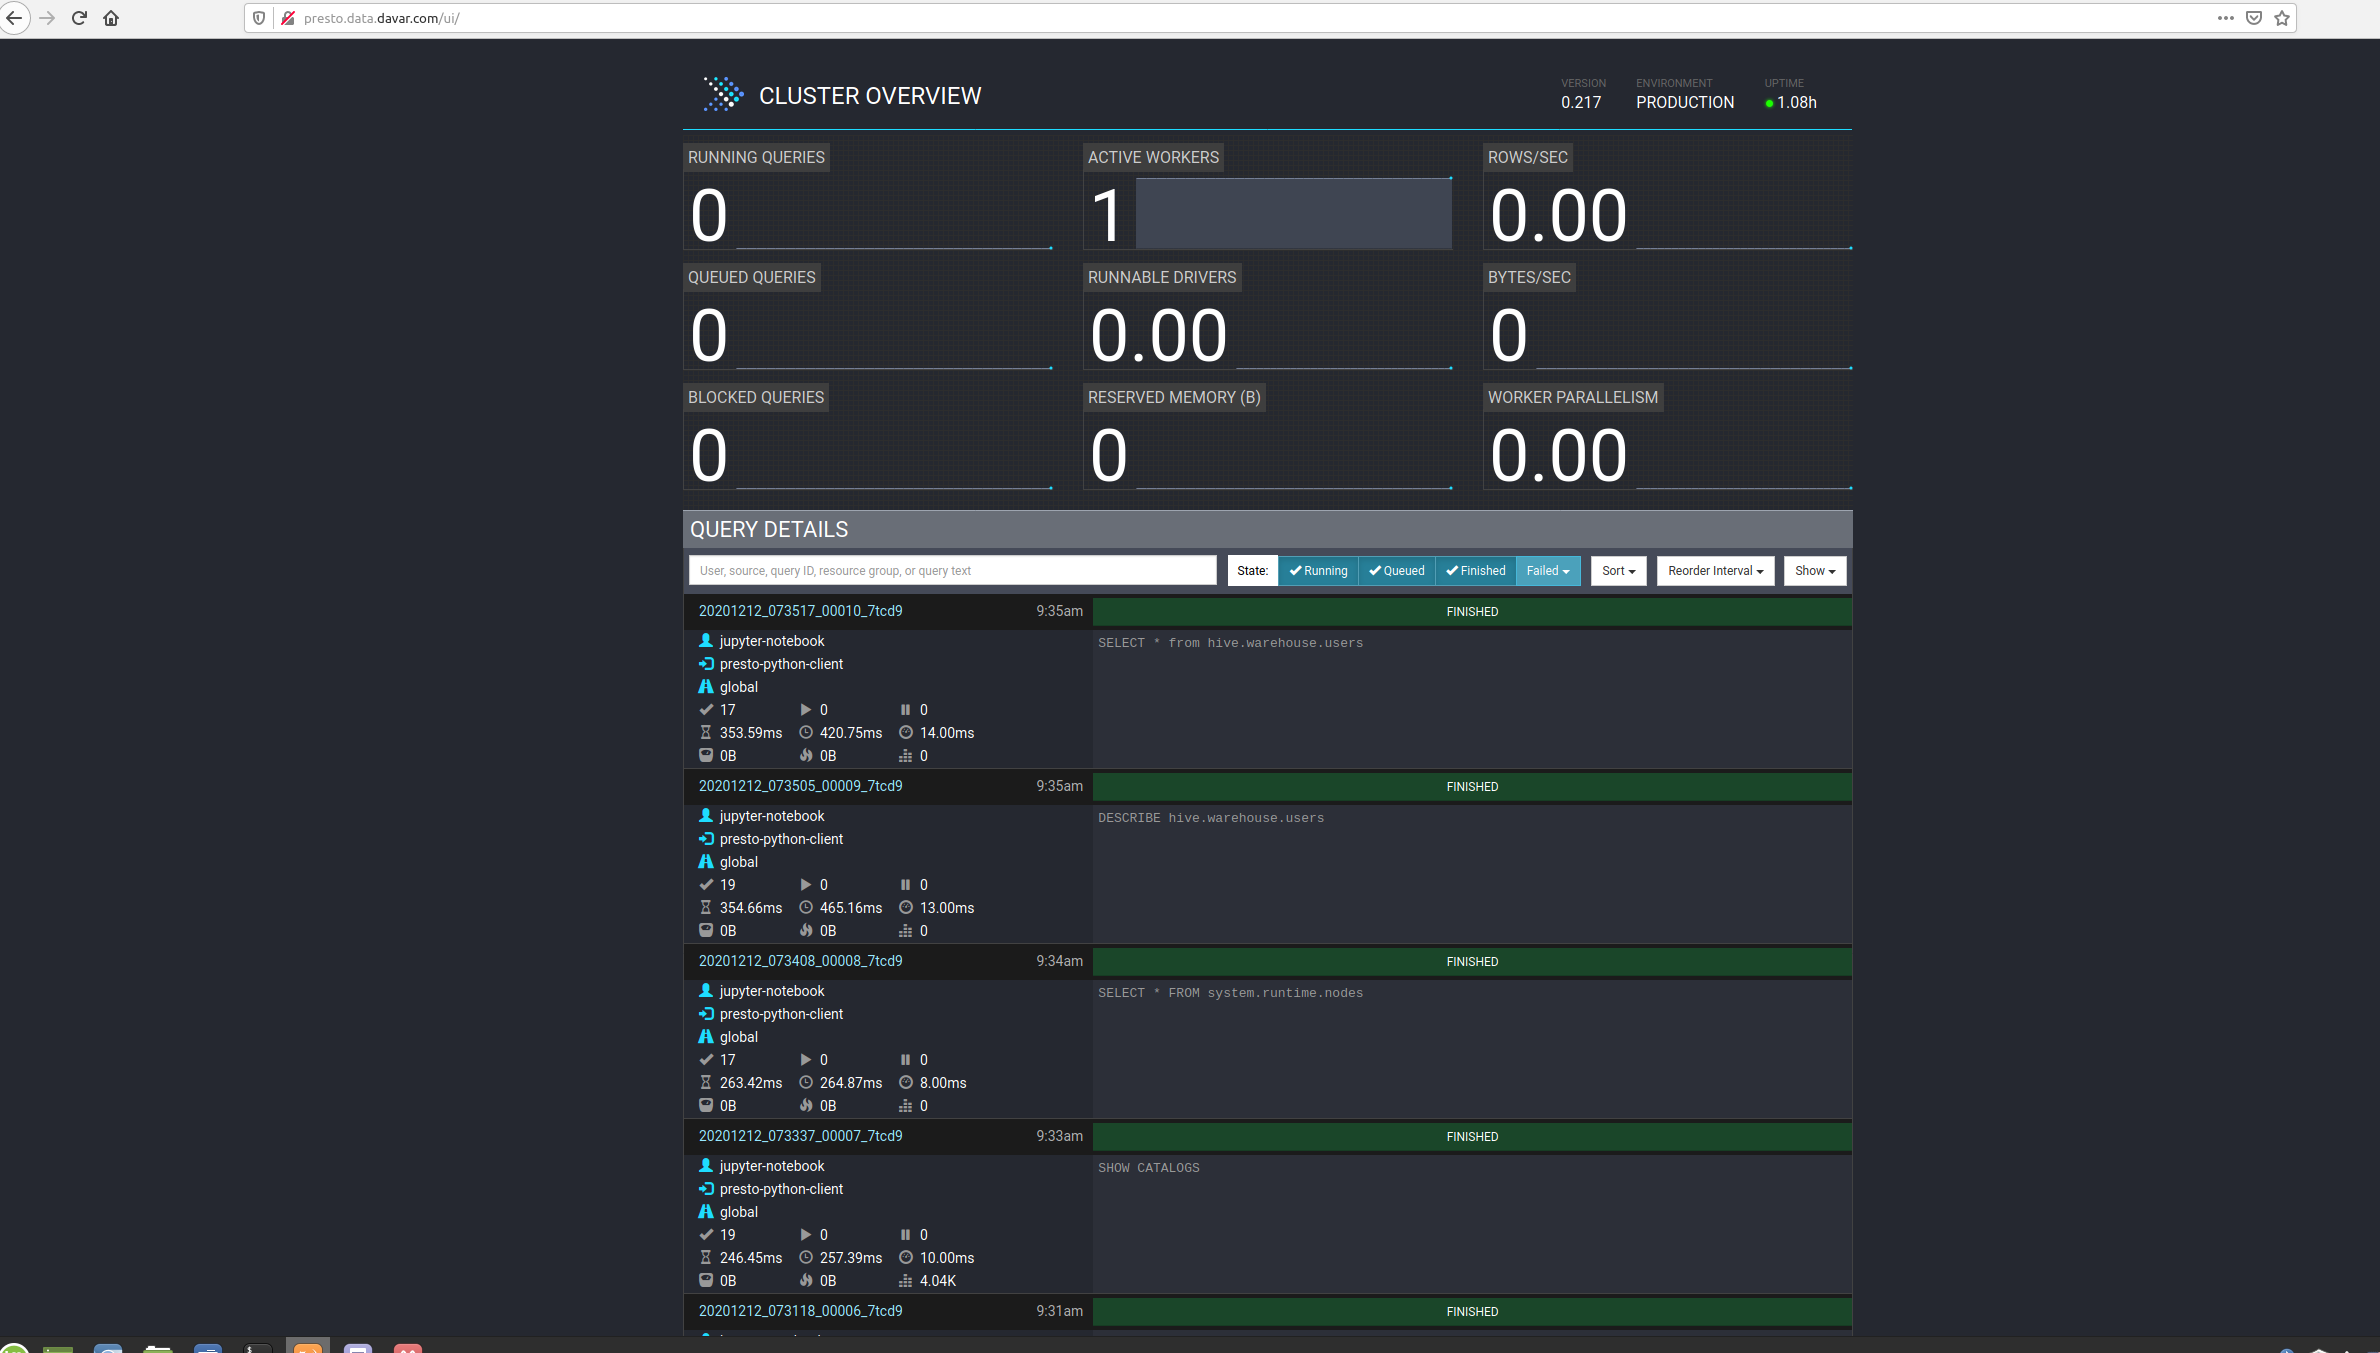 presto.data.davar.com/ui/
CLUSTER OVERVIEW
VERSION
0.217
ENVIRONMENT
PRODUCTION
UPTIME
1.08h
RUNNING QUERIES
0
ACTIVE WORKERS
1
ROWS/SEC
0.00
QUEUED QUERIES
0
RUNNABLE DRIVERS
0.00
BYTES/SEC
0
BLOCKED QUERIES
0
RESERVED MEMORY (B)
0
WORKER PARALLELISM
0.00
QUERY DETAILS
User, source, query ID, resource group, or query text
State: Running Queued Finished Failed Sort Reorder Interval Show
20201212_073517_00010_7tcd9 9:35am FINISHED
jupyter-notebook
SELECT * from hive.warehouse.users
presto-python-client
global
17 0 0
353.59ms 420.75ms 14.00ms
0B 0B 0
20201212_073505_00009_7tcd9 9:35am FINISHED
jupyter-notebook
DESCRIBE hive.warehouse.users
presto-python-client
global
19 0 0
354.66ms 465.16ms 13.00ms
0B 0B 0
20201212_073408_00008_7tcd9 9:34am FINISHED
jupyter-notebook
SELECT * FROM system.runtime.nodes
presto-python-client
global
17 0 0
263.42ms 264.87ms 8.00ms
0B 0B 0
20201212_073337_00007_7tcd9 9:33am FINISHED
jupyter-notebook
SHOW CATALOGS
presto-python-client
global
19 0 0
246.45ms 257.39ms 10.00ms
0B 0B 4.04K
20201212_073118_00006_7tcd9 9:31am FINISHED